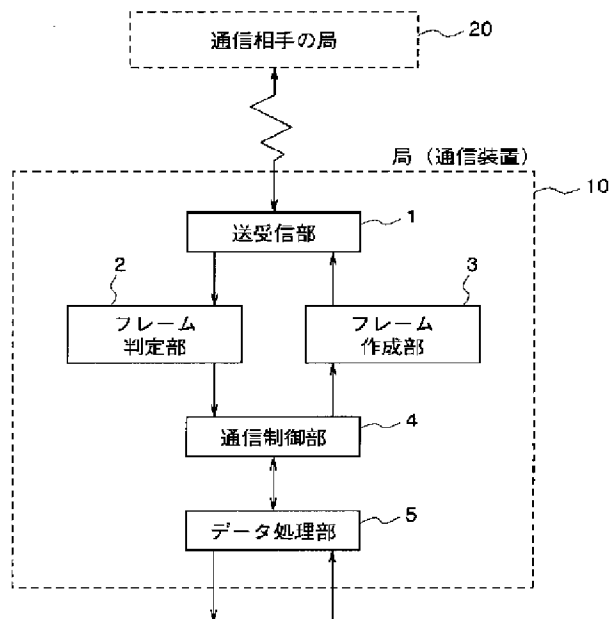 通信相手の局
20
局（通信装置）
10
送受信部
1
2
フレーム
判定部
3
フレーム
作成部
通信制御部
4
データ処理部
5